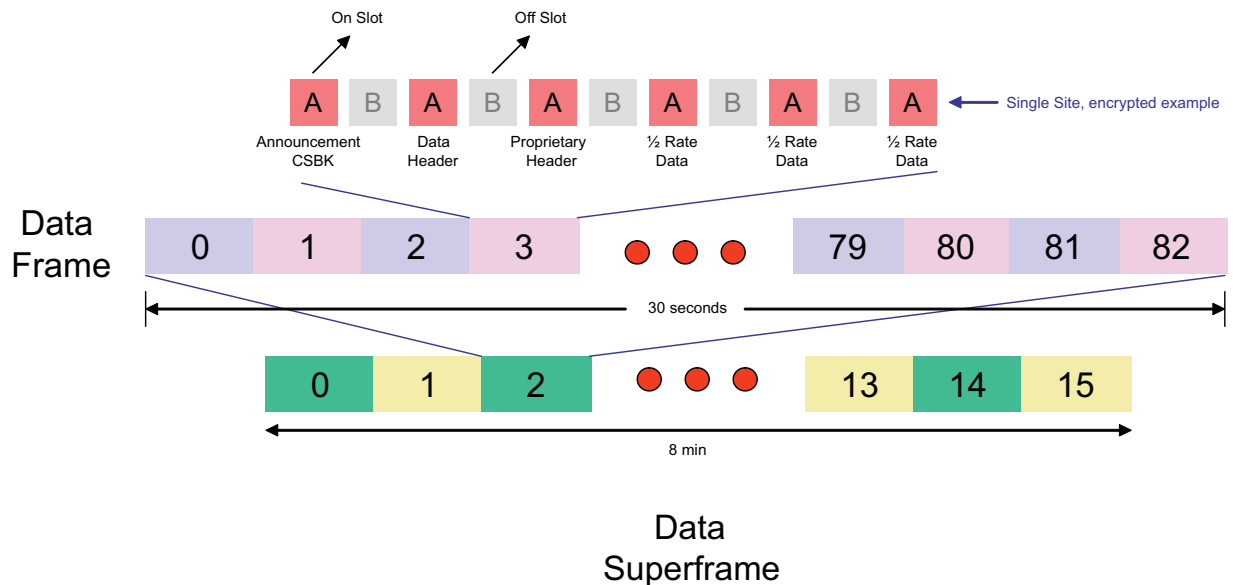 On Slot
Off Slot
A B A B A B A B A B A
Single Site, encrypted example
Announcement
CSBK
Data
Header
Proprietary
Header
½ Rate
Data
½ Rate
Data
½ Rate
Data
Data
Frame
0 1 2 3 79 80 81 82
30 seconds
0 1 2 13 14 15
8 min
Data
Superframe